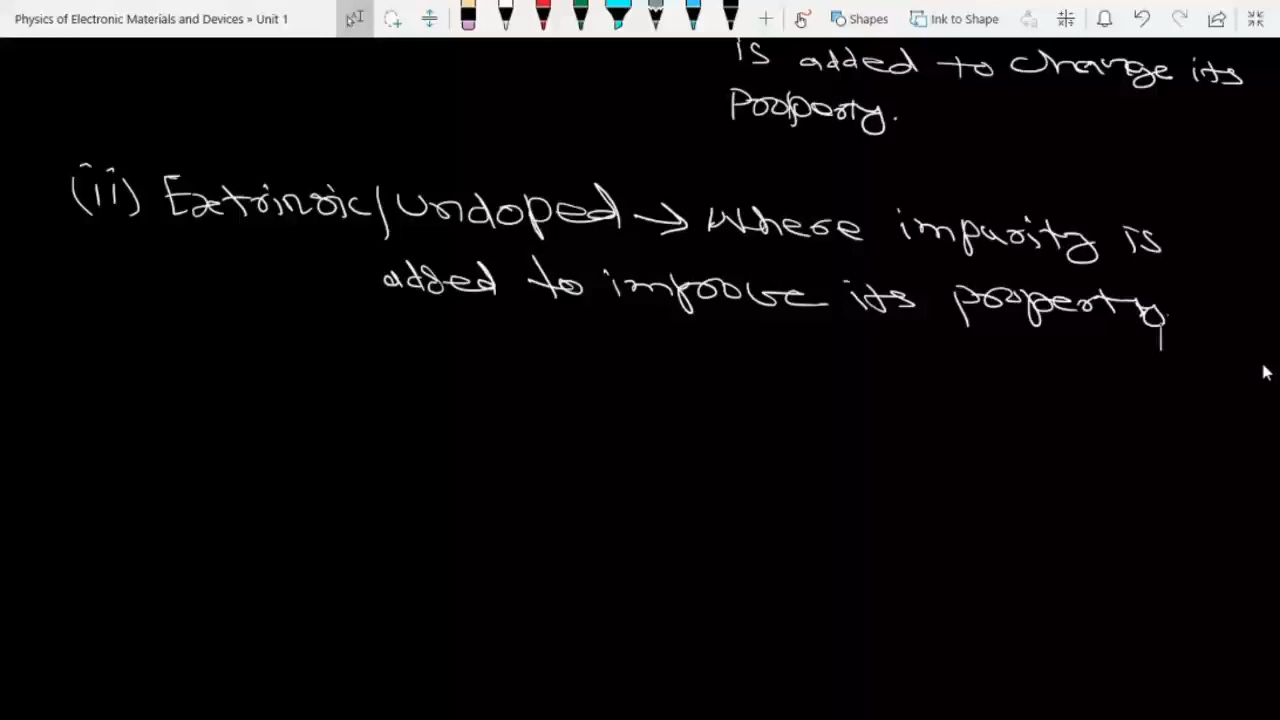 Physics of Electronic Materials and Devices » Unit 1
Shapes
Ink to Shape
is added to change its
Property.
(ii) Extrinsic/undoped → Where impurity is
added to improve its property